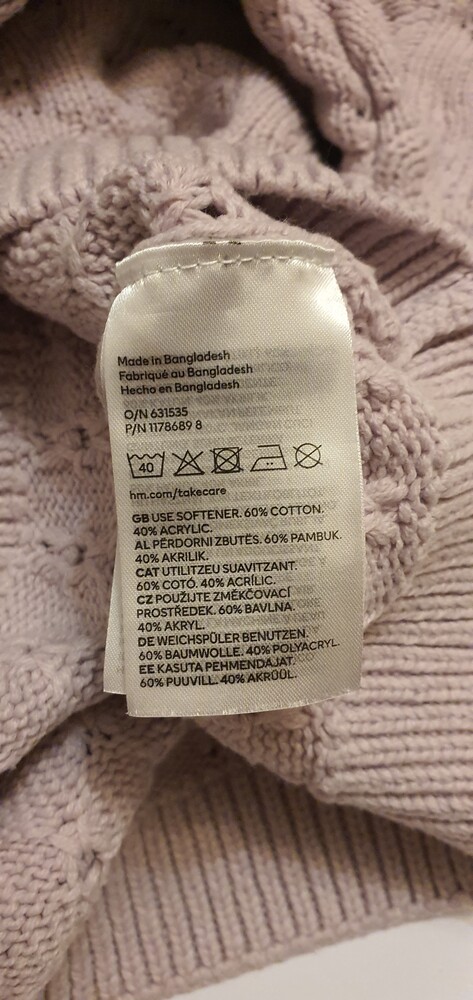 Made in Bangladesh
Fabriqué au Bangladesh
Hecho en Bangladesh
O/N 631535
P/N 1178689 8
40
hm.com/takecare
GB USE SOFTENER. 60% COTTON.
40% ACRYLIC.
AL PËRDORNI ZBUTËS. 60% PAMBUK.
40% AKRILIK.
CAT UTILITZEU SUAVITZANT.
60% COTÓ. 40% ACRÍLIC.
CZ POUŽIJTE ZMĚKČOVACÍ
PROSTŘEDEK. 60% BAVLNA.
40% AKRYL.
DE WEICHSPÜLER BENUTZEN.
60% BAUMWOLLE. 40% POLYACRYL.
EE KASUTA PEHMENDAJAT.
60% PUUVILL. 40% AKRÜÜL.